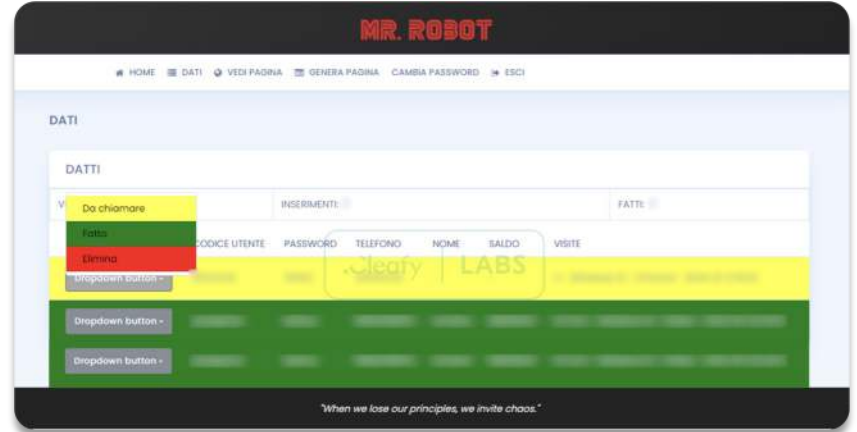 MR. ROBOT
HOME DATI VEDI PAGINA GENERA PAGINA CAMBIA PASSWORD ESCI
DATI
DATTI
V INSERIMENTI: FATTI:
Da chiamare
Fatto
Elimina
CODICE UTENTE PASSWORD TELEFONO NOME SALDO VISITE
Dropdown button
Cleafy LABS
Dropdown button
Dropdown button
"When we lose our principles, we invite chaos."